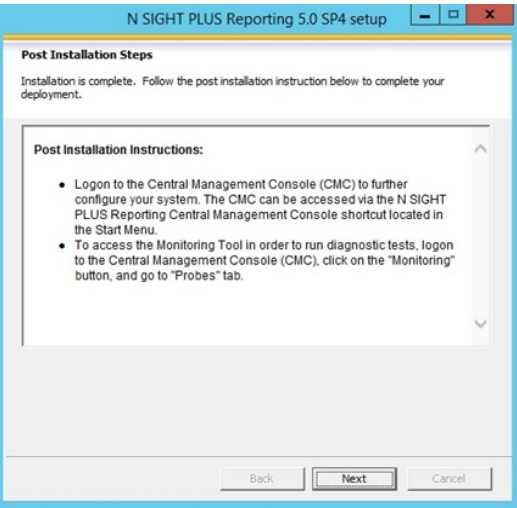 N SIGHT PLUS Reporting 5.0 SP4 setup
Post Installation Steps
Installation is complete. Follow the post installation instruction below to complete your
deployment.
Post Installation Instructions:
• Logon to the Central Management Console (CMC) to further
configure your system. The CMC can be accessed via the N SIGHT
PLUS Reporting Central Management Console shortcut located in
the Start Menu.
• To access the Monitoring Tool in order to run diagnostic tests, logon
to the Central Management Console (CMC), click on the "Monitoring"
button, and go to "Probes" tab.
Back Next Cancel